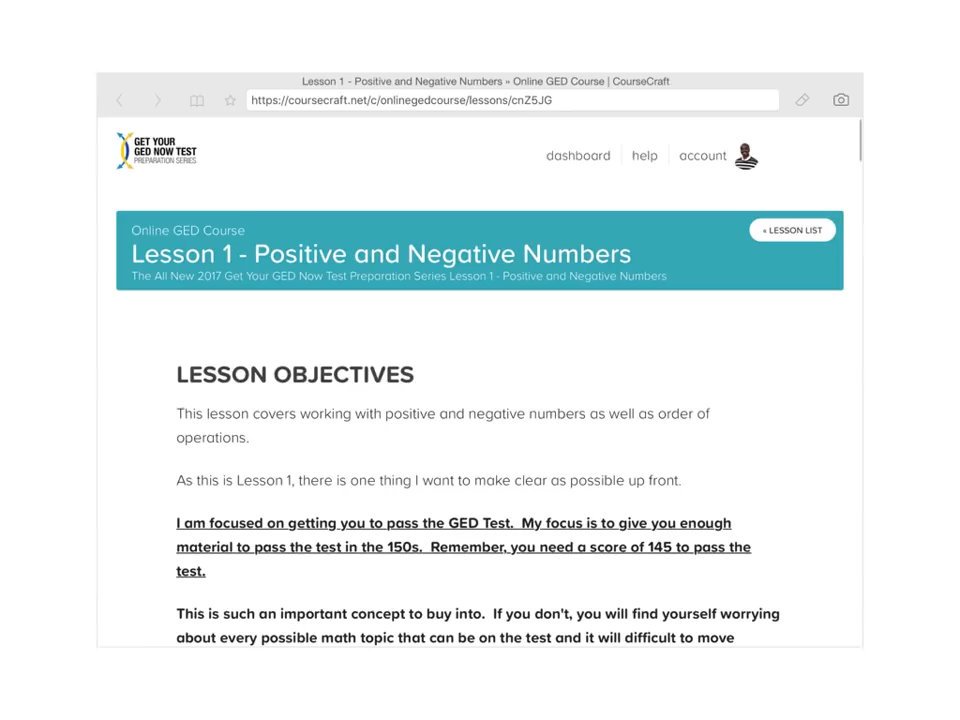 Lesson 1 - Positive and Negative Numbers » Online GED Course | CourseCraft
https://coursecraft.net/c/onlinegedcourse/lessons/cnZ5JG
GET YOUR
GED NOW TEST
PREPARATION SERIES
dashboard help account
Online GED Course
« LESSON LIST
Lesson 1 - Positive and Negative Numbers
The All New 2017 Get Your GED Now Test Preparation Series Lesson 1 - Positive and Negative Numbers
LESSON OBJECTIVES
This lesson covers working with positive and negative numbers as well as order of
operations.
As this is Lesson 1, there is one thing I want to make clear as possible up front.
I am focused on getting you to pass the GED Test.  My focus is to give you enough
material to pass the test in the 150s.  Remember, you need a score of 145 to pass the
test.
This is such an important concept to buy into.  If you don't, you will find yourself worrying
about every possible math topic that can be on the test and it will difficult to move